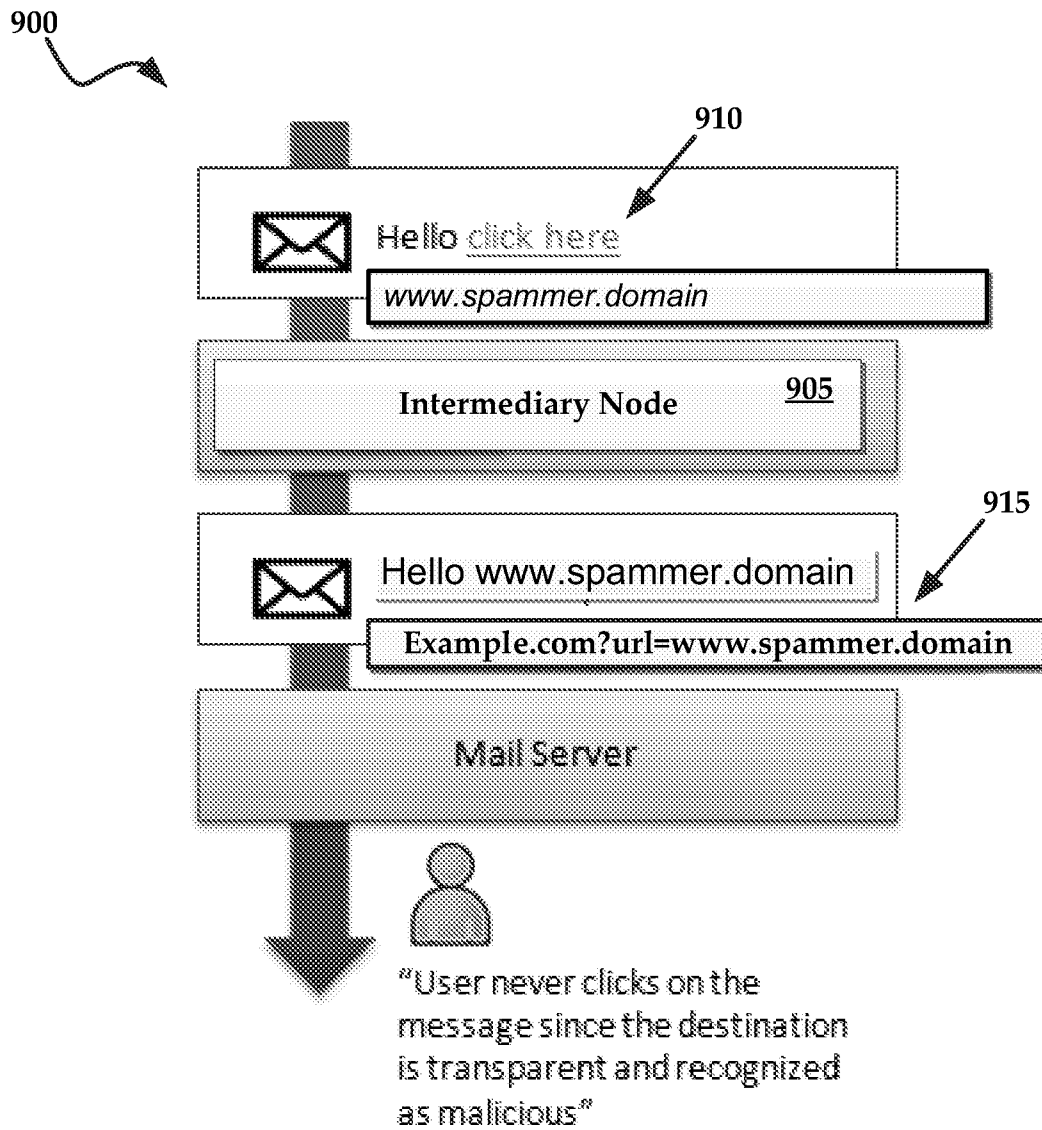 900
910
Hello click here
www.spammer.domain
Intermediary Node
905
915
Hello www.spammer.domain
Example.com?url=www.spammer.domain
Mail Server
"User never clicks on the
message since the destination
is transparent and recognized
as malicious"